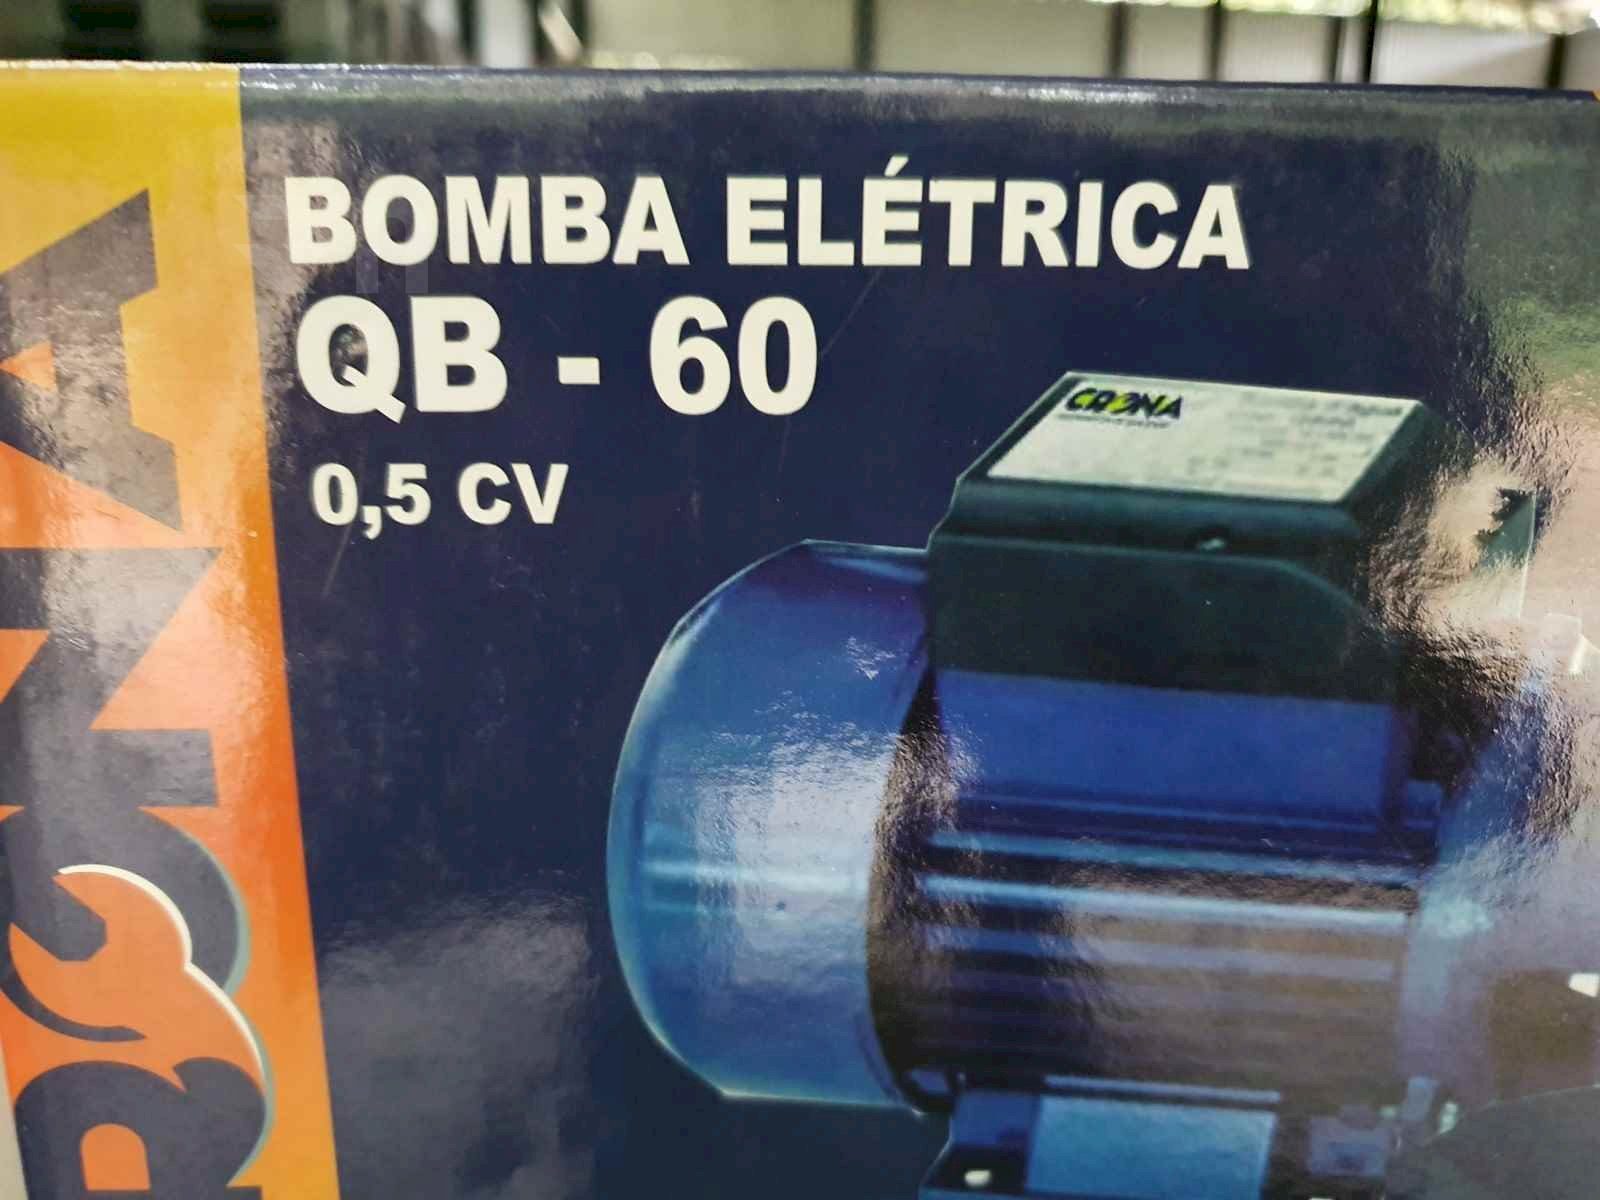 BOMBA ELÉTRICA
QB - 60
0,5 CV
CRONA